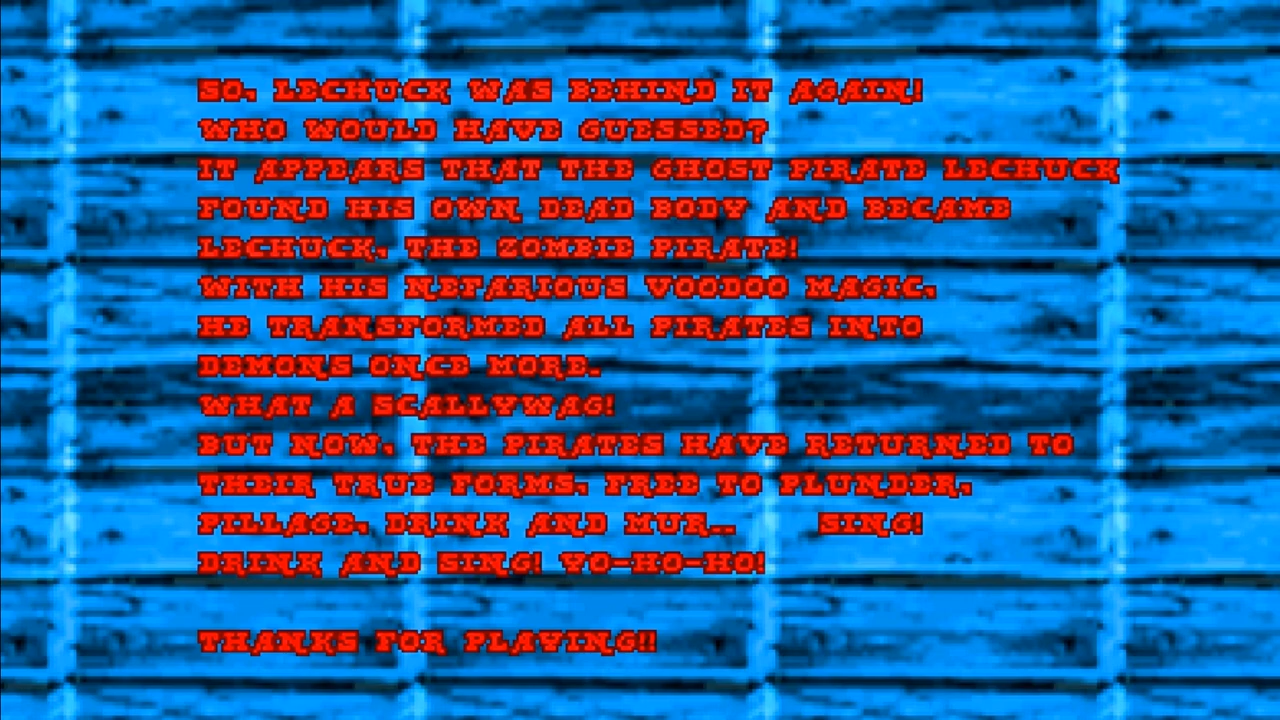 SO, LECHUCK WAS BEHIND IT AGAIN!
WHO WOULD HAVE GUESSED?
IT APPEARS THAT THE GHOST PIRATE LECHUCK
FOUND HIS OWN DEAD BODY AND BECAME
LECHUCK, THE ZOMBIE PIRATE!
WITH HIS NEFARIOUS VOODOO MAGIC,
HE TRANSFORMED ALL PIRATES INTO
DEMONS ONCE MORE.
WHAT A SCALLYWAG!
BUT NOW, THE PIRATES HAVE RETURNED TO
THEIR TRUE FORMS, FREE TO PLUNDER,
PILLAGE, DRINK AND MUR... SING!
DRINK AND SING! YO-HO-HO!
THANKS FOR PLAYING!!